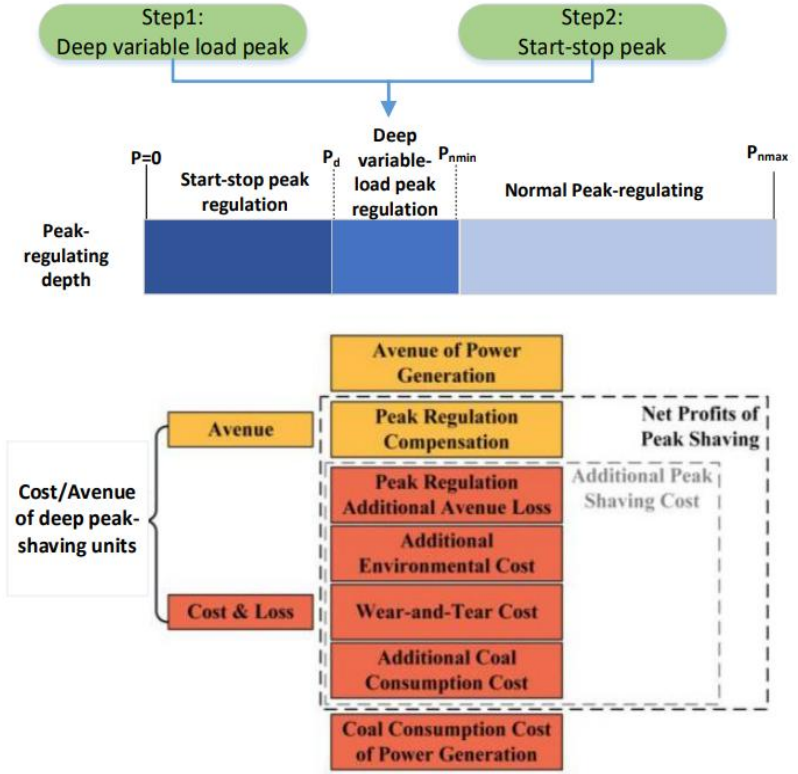 Step1:
Deep variable load peak
Step2:
Start-stop peak
P=0
Start-stop peak
regulation
Pd
Deep
variable-
load peak
regulation
Pnmin
Normal Peak-regulating
Pnmax
Peak-
regulating
depth
Avenue of Power
Generation
Avenue
Peak Regulation
Compensation
Net Profits of
Peak Shaving
Cost/Avenue
of deep peak-
shaving units
Peak Regulation
Additional Avenue Loss
Additional Peak
Shaving Cost
Additional
Environmental Cost
Cost & Loss
Wear-and-Tear Cost
Additional Coal
Consumption Cost
Coal Consumption Cost
of Power Generation